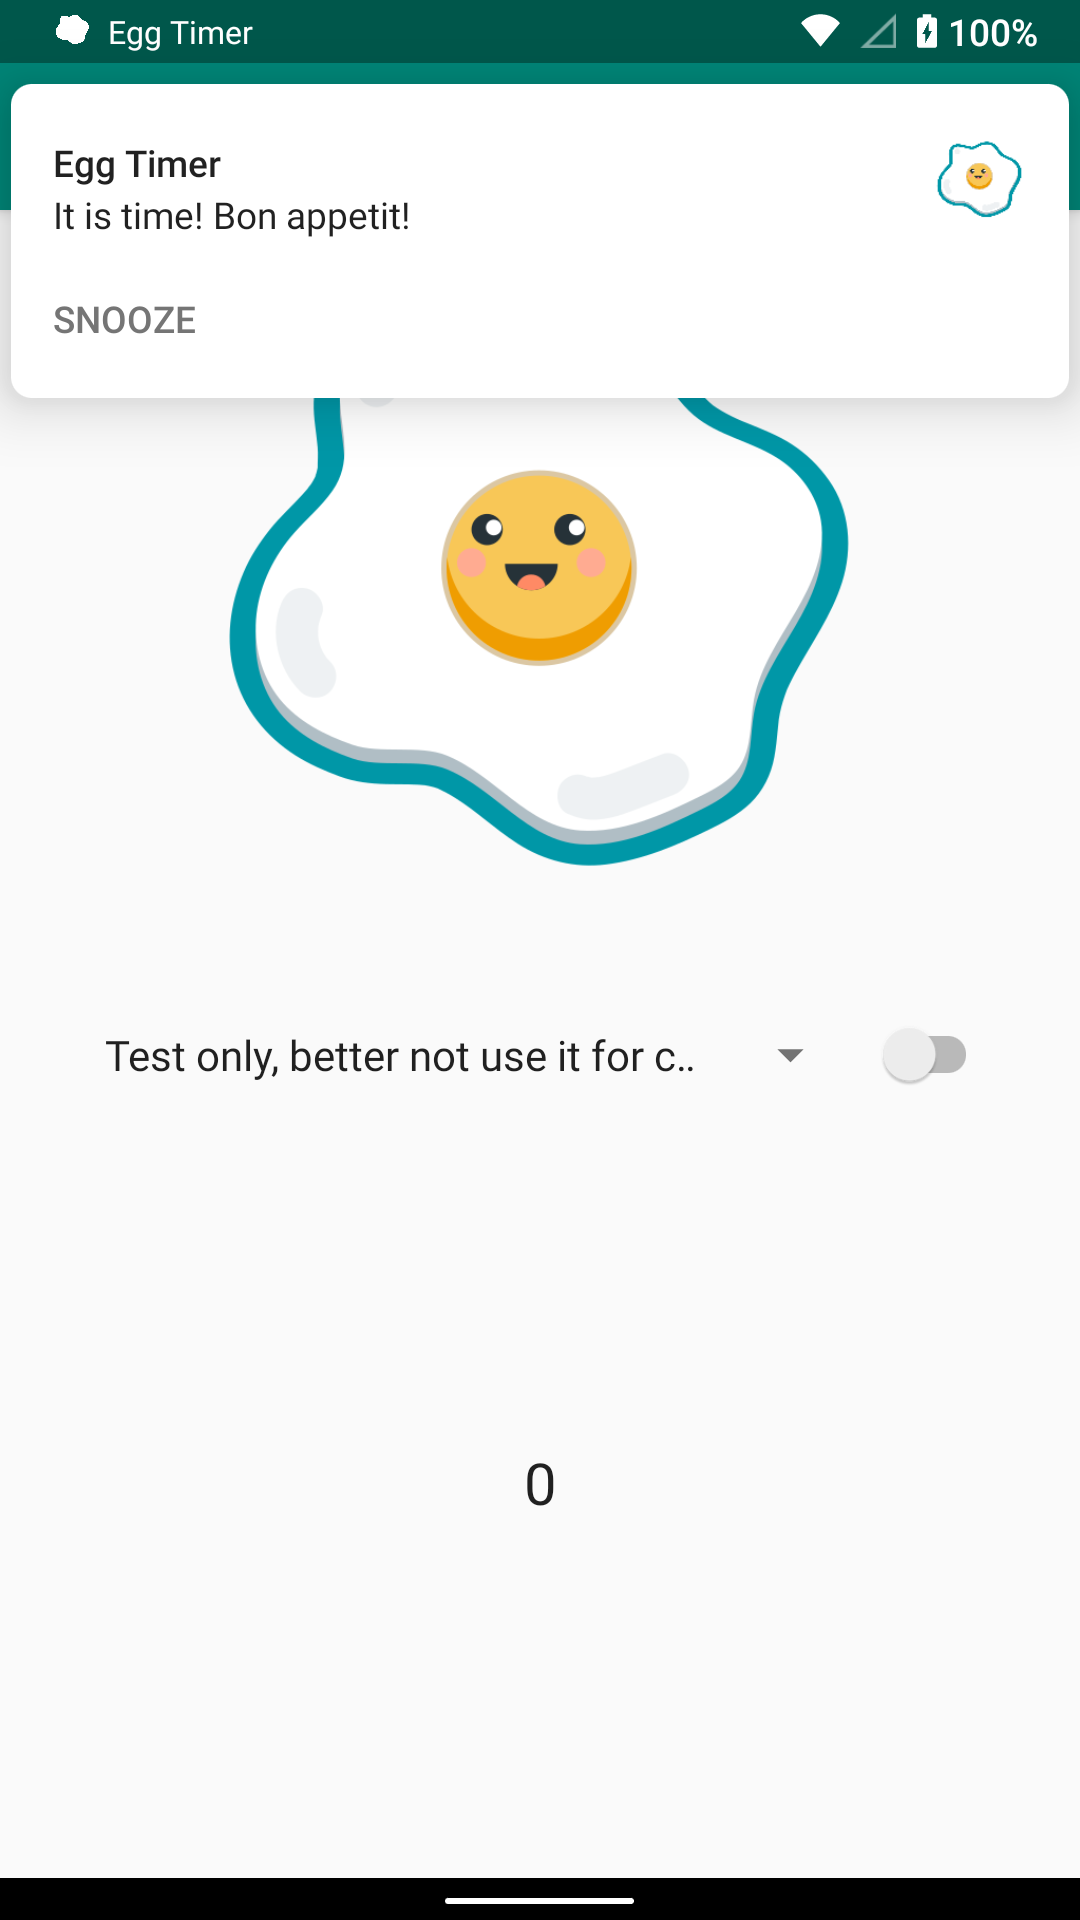 Egg Timer
100%
Egg Timer
It is time! Bon appetit!
SNOOZE
Test only, better not use it for c..
0